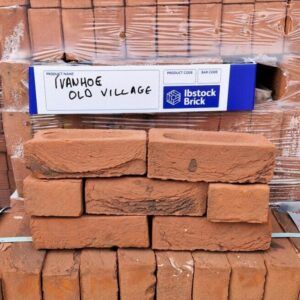 PRODUCT NAME
PRODUCT CODE
BAR CODE
IVANHOE
OLD VILLAGE
Ibstock
Brick